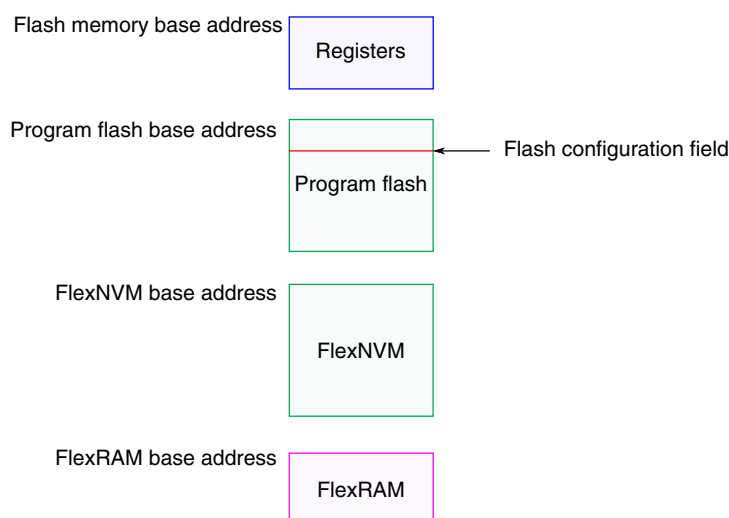 Flash memory base address
Registers
Program flash base address
Flash configuration field
Program flash
FlexNVM base address
FlexNVM
FlexRAM base address
FlexRAM